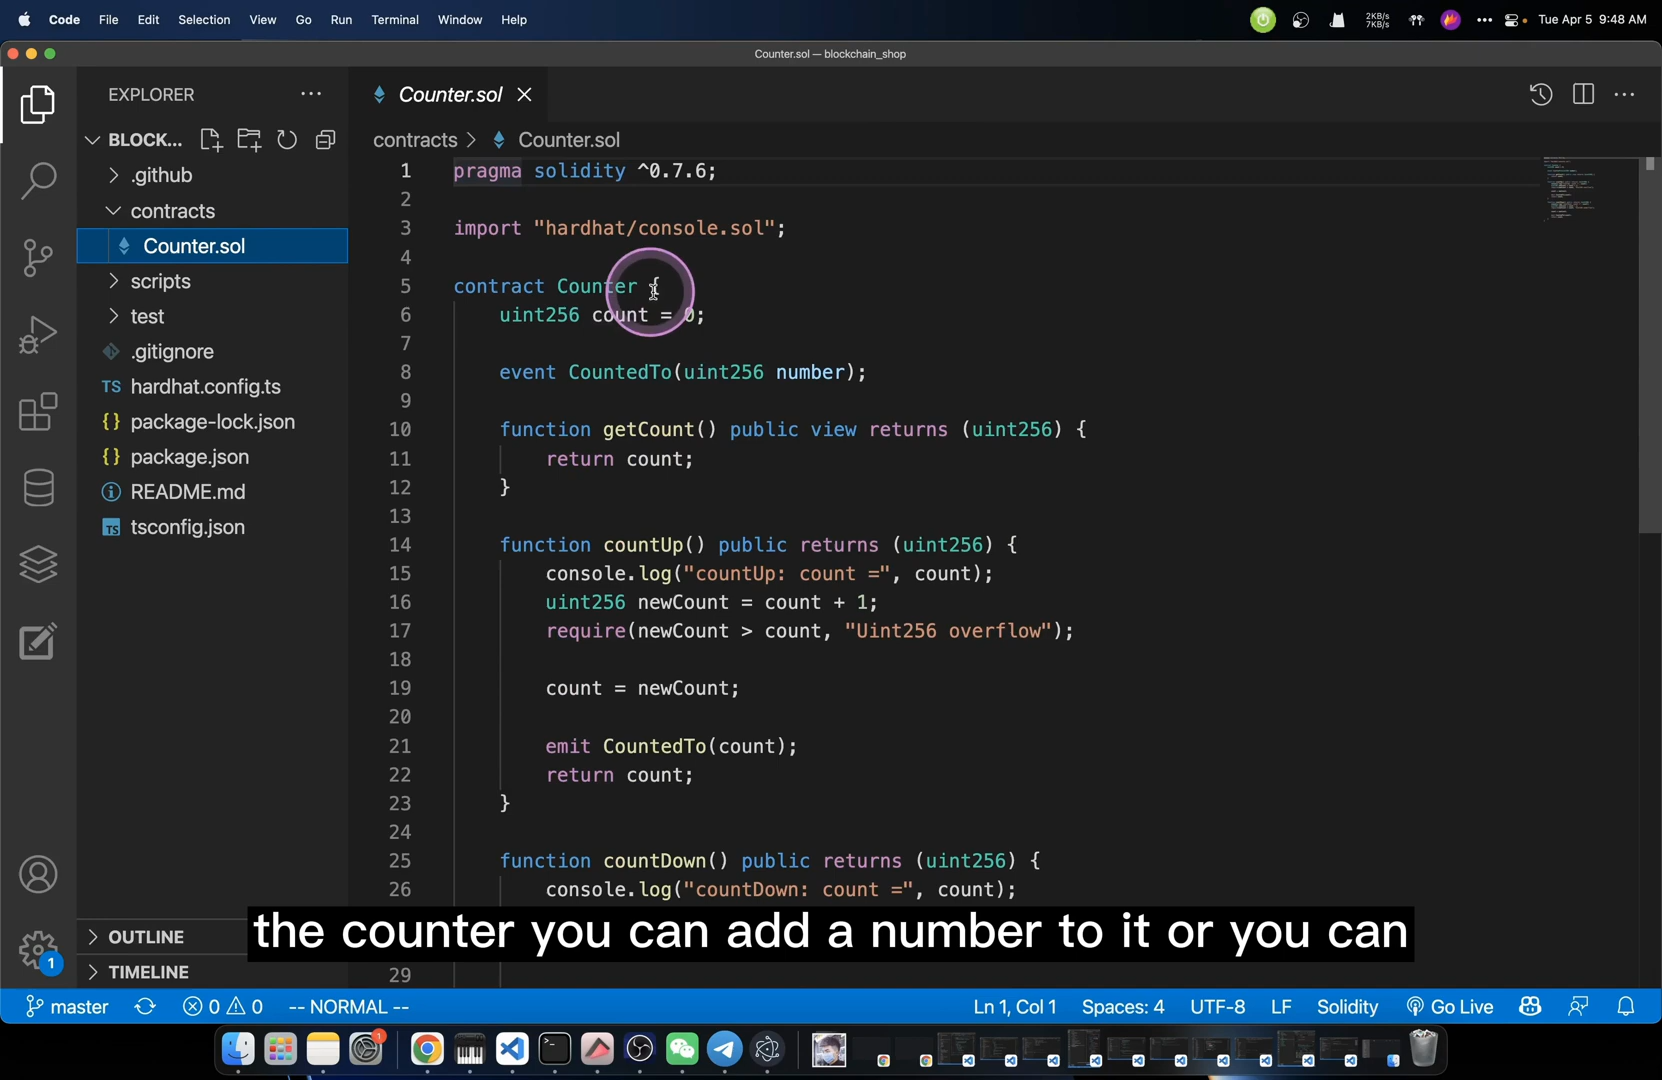 Code File Edit Selection View Go Run Terminal Window Help
2KB/s
7KB/s
Tue Apr 5 9:48 AM
Counter.sol — blockchain_shop
EXPLORER
Counter.sol
BLOCK...
contracts > Counter.sol
.github
contracts
Counter.sol
scripts
test
.gitignore
TS hardhat.config.ts
{ } package-lock.json
{ } package.json
README.md
TS tsconfig.json
OUTLINE
TIMELINE
1 pragma solidity ^0.7.6;
2
3 import "hardhat/console.sol";
4
5 contract Counter {
6 uint256 count = 0;
7
8 event CountedTo(uint256 number);
9
10 function getCount() public view returns (uint256) {
11 return count;
12 }
13
14 function countUp() public returns (uint256) {
15 console.log("countUp: count =", count);
16 uint256 newCount = count + 1;
17 require(newCount > count, "Uint256 overflow");
18
19 count = newCount;
20
21 emit CountedTo(count);
22 return count;
23 }
24
25 function countDown() public returns (uint256) {
26 console.log("countDown: count =", count);
the counter you can add a number to it or you can
29
1
master 0 0 -- NORMAL --
Ln 1, Col 1 Spaces: 4 UTF-8 LF Solidity Go Live
1